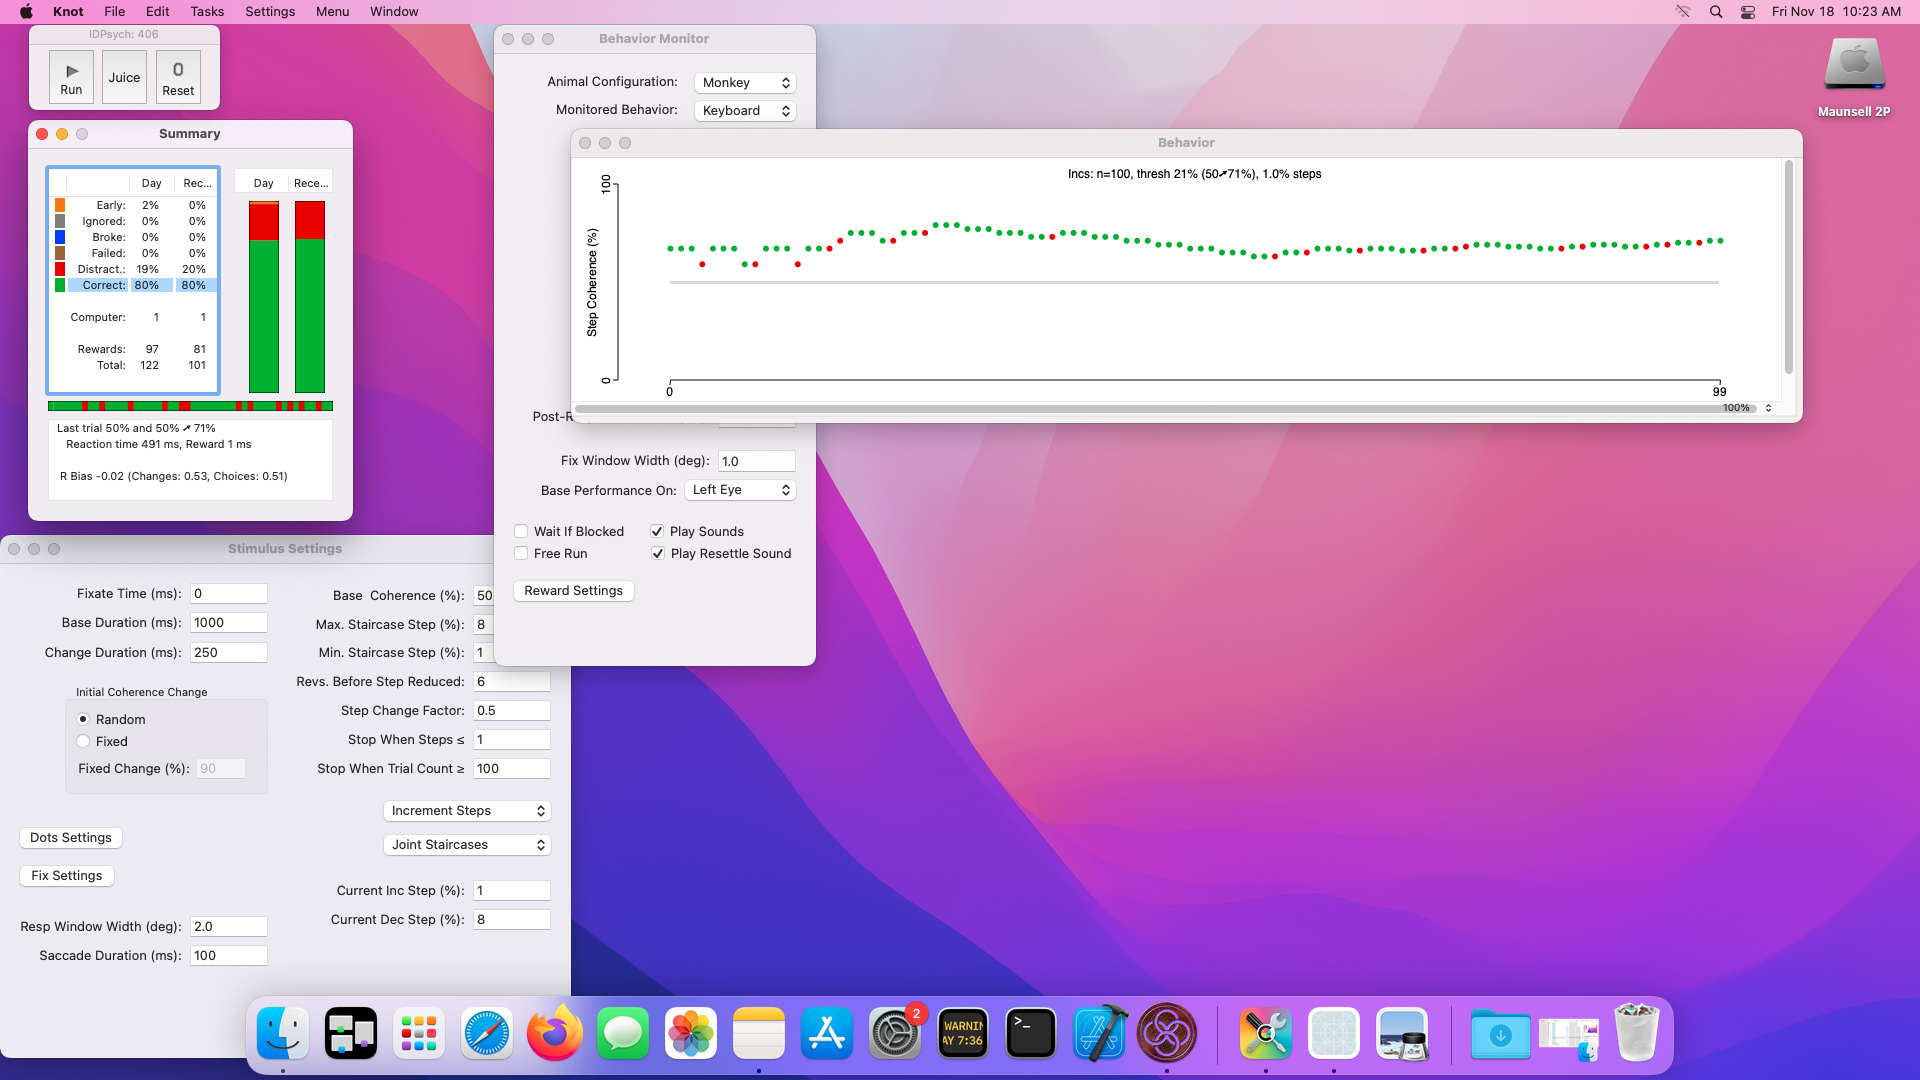 Knot File Edit Tasks Settings Menu Window
Fri Nov 18 10:23 AM
IDPsych: 406
Run
Juice
0
Reset
Summary
Day Rec...
Early: 2% 0%
Ignored: 0% 0%
Broke: 0% 0%
Failed: 0% 0%
Distract.: 19% 20%
Correct: 80% 80%
Computer: 1 1
Rewards: 97 81
Total: 122 101
Day Rece...
Last trial 50% and 50% ➚ 71%
Reaction time 491 ms, Reward 1 ms
R Bias -0.02 (Changes: 0.53, Choices: 0.51)
Behavior Monitor
Animal Configuration: Monkey
Monitored Behavior: Keyboard
Fix Window Width (deg): 1.0
Base Performance On: Left Eye
Wait If Blocked
Play Sounds
Free Run
Play Resettle Sound
Reward Settings
Behavior
Incs: n=100, thresh 21% (50➚71%), 1.0% steps
100
Step Coherence (%)
0
0
99
100%
Maunsell 2P
Stimulus Settings
Fixate Time (ms): 0
Base Duration (ms): 1000
Change Duration (ms): 250
Initial Coherence Change
Random
Fixed
Fixed Change (%): 90
Dots Settings
Fix Settings
Resp Window Width (deg): 2.0
Saccade Duration (ms): 100
Base Coherence (%): 50
Max. Staircase Step (%): 8
Min. Staircase Step (%): 1
Revs. Before Step Reduced: 6
Step Change Factor: 0.5
Stop When Steps ≤ 1
Stop When Trial Count ≥ 100
Increment Steps
Joint Staircases
Current Inc Step (%): 1
Current Dec Step (%): 8
2
WARNIN
AY 7:36
>_